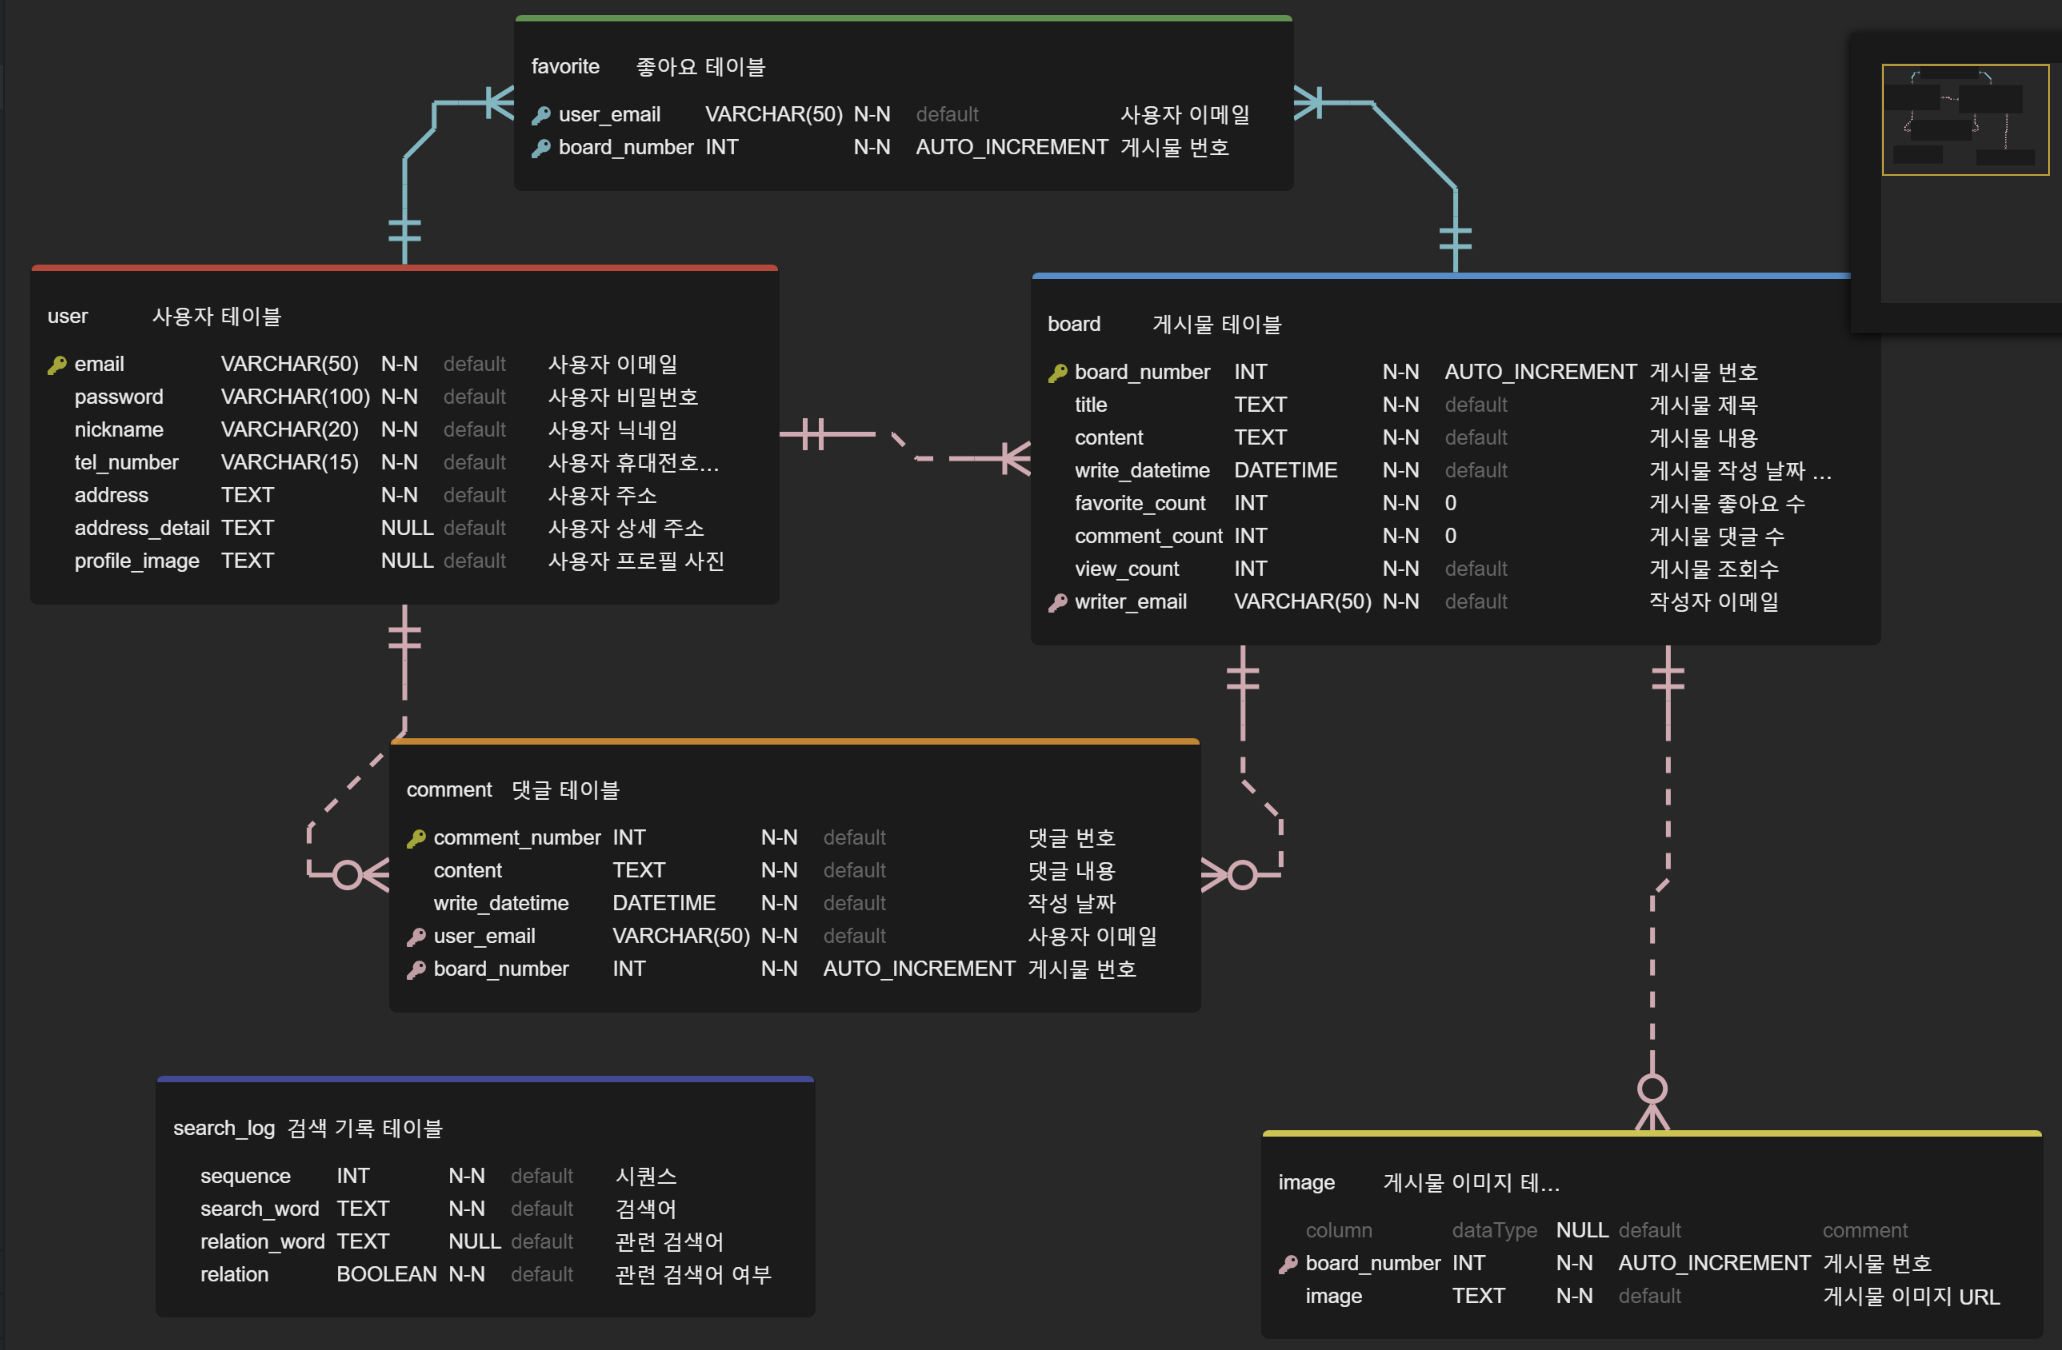 favorite 좋아요 테이블
user_email VARCHAR(50) N-N default 사용자 이메일
board_number INT N-N AUTO_INCREMENT 게시물 번호
user 사용자 테이블
email VARCHAR(50) N-N default 사용자 이메일
password VARCHAR(100) N-N default 사용자 비밀번호
nickname VARCHAR(20) N-N default 사용자 닉네임
tel_number VARCHAR(15) N-N default 사용자 휴대전호...
address TEXT N-N default 사용자 주소
address_detail TEXT NULL default 사용자 상세 주소
profile_image TEXT NULL default 사용자 프로필 사진
board 게시물 테이블
board_number INT N-N AUTO_INCREMENT 게시물 번호
title TEXT N-N default 게시물 제목
content TEXT N-N default 게시물 내용
write_datetime DATETIME N-N default 게시물 작성 날짜 ...
favorite_count INT N-N 0 게시물 좋아요 수
comment_count INT N-N 0 게시물 댓글 수
view_count INT N-N default 게시물 조회수
writer_email VARCHAR(50) N-N default 작성자 이메일
comment 댓글 테이블
comment_number INT N-N default 댓글 번호
content TEXT N-N default 댓글 내용
write_datetime DATETIME N-N default 작성 날짜
user_email VARCHAR(50) N-N default 사용자 이메일
board_number INT N-N AUTO_INCREMENT 게시물 번호
search_log 검색 기록 테이블
sequence INT N-N default 시퀀스
search_word TEXT N-N default 검색어
relation_word TEXT NULL default 관련 검색어
relation BOOLEAN N-N default 관련 검색어 여부
image 게시물 이미지 테...
column dataType NULL default comment
board_number INT N-N AUTO_INCREMENT 게시물 번호
image TEXT N-N default 게시물 이미지 URL